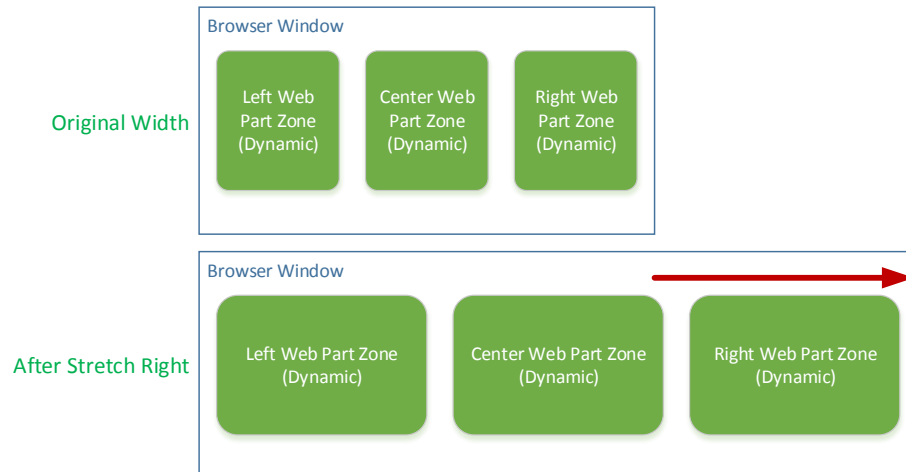 Browser Window
Original Width
Left Web
Part Zone
(Dynamic)
Center Web
Part Zone
(Dynamic)
Right Web
Part Zone
(Dynamic)
Browser Window
After Stretch Right
Left Web Part Zone
(Dynamic)
Center Web Part Zone
(Dynamic)
Right Web Part Zone
(Dynamic)